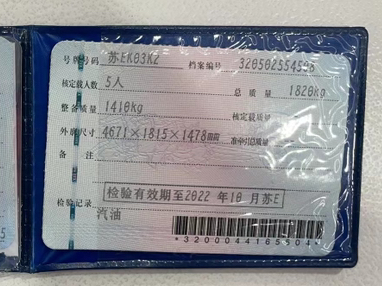 号牌号码 苏EK03K2 档案编号 320502554598
核定载人数 5人 总质量 1820kg
整备质量 1410kg 核定载质量
外廓尺寸 4671×1815×1478mm 准牵引总质量
备注
检验有效期至2022年10月苏E
检验记录
汽油
*3200044165504*